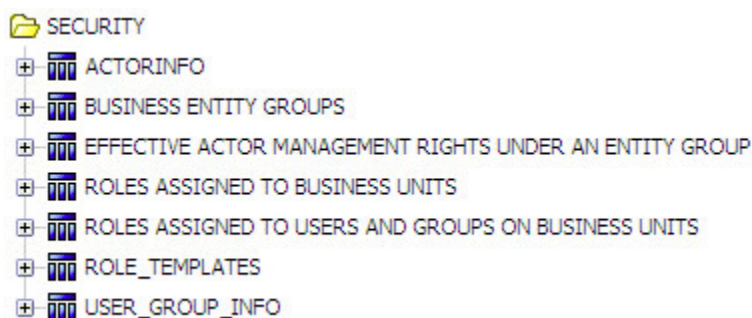 SECURITY
ACTORINFO
BUSINESS ENTITY GROUPS
EFFECTIVE ACTOR MANAGEMENT RIGHTS UNDER AN ENTITY GROUP
ROLES ASSIGNED TO BUSINESS UNITS
ROLES ASSIGNED TO USERS AND GROUPS ON BUSINESS UNITS
ROLE_TEMPLATES
USER_GROUP_INFO